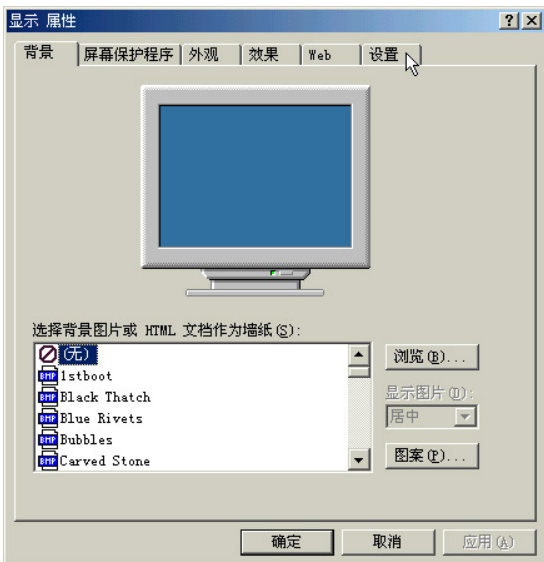 显示 属性
背景 屏幕保护程序 外观 效果 Web 设置
选择背景图片或 HTML 文档作为墙纸(S):
(无)
1stboot
Black Thatch
Blue Rivets
Bubbles
Carved Stone
浏览(B)...
显示图片(D):
居中
图案(P)...
确定 取消 应用(A)